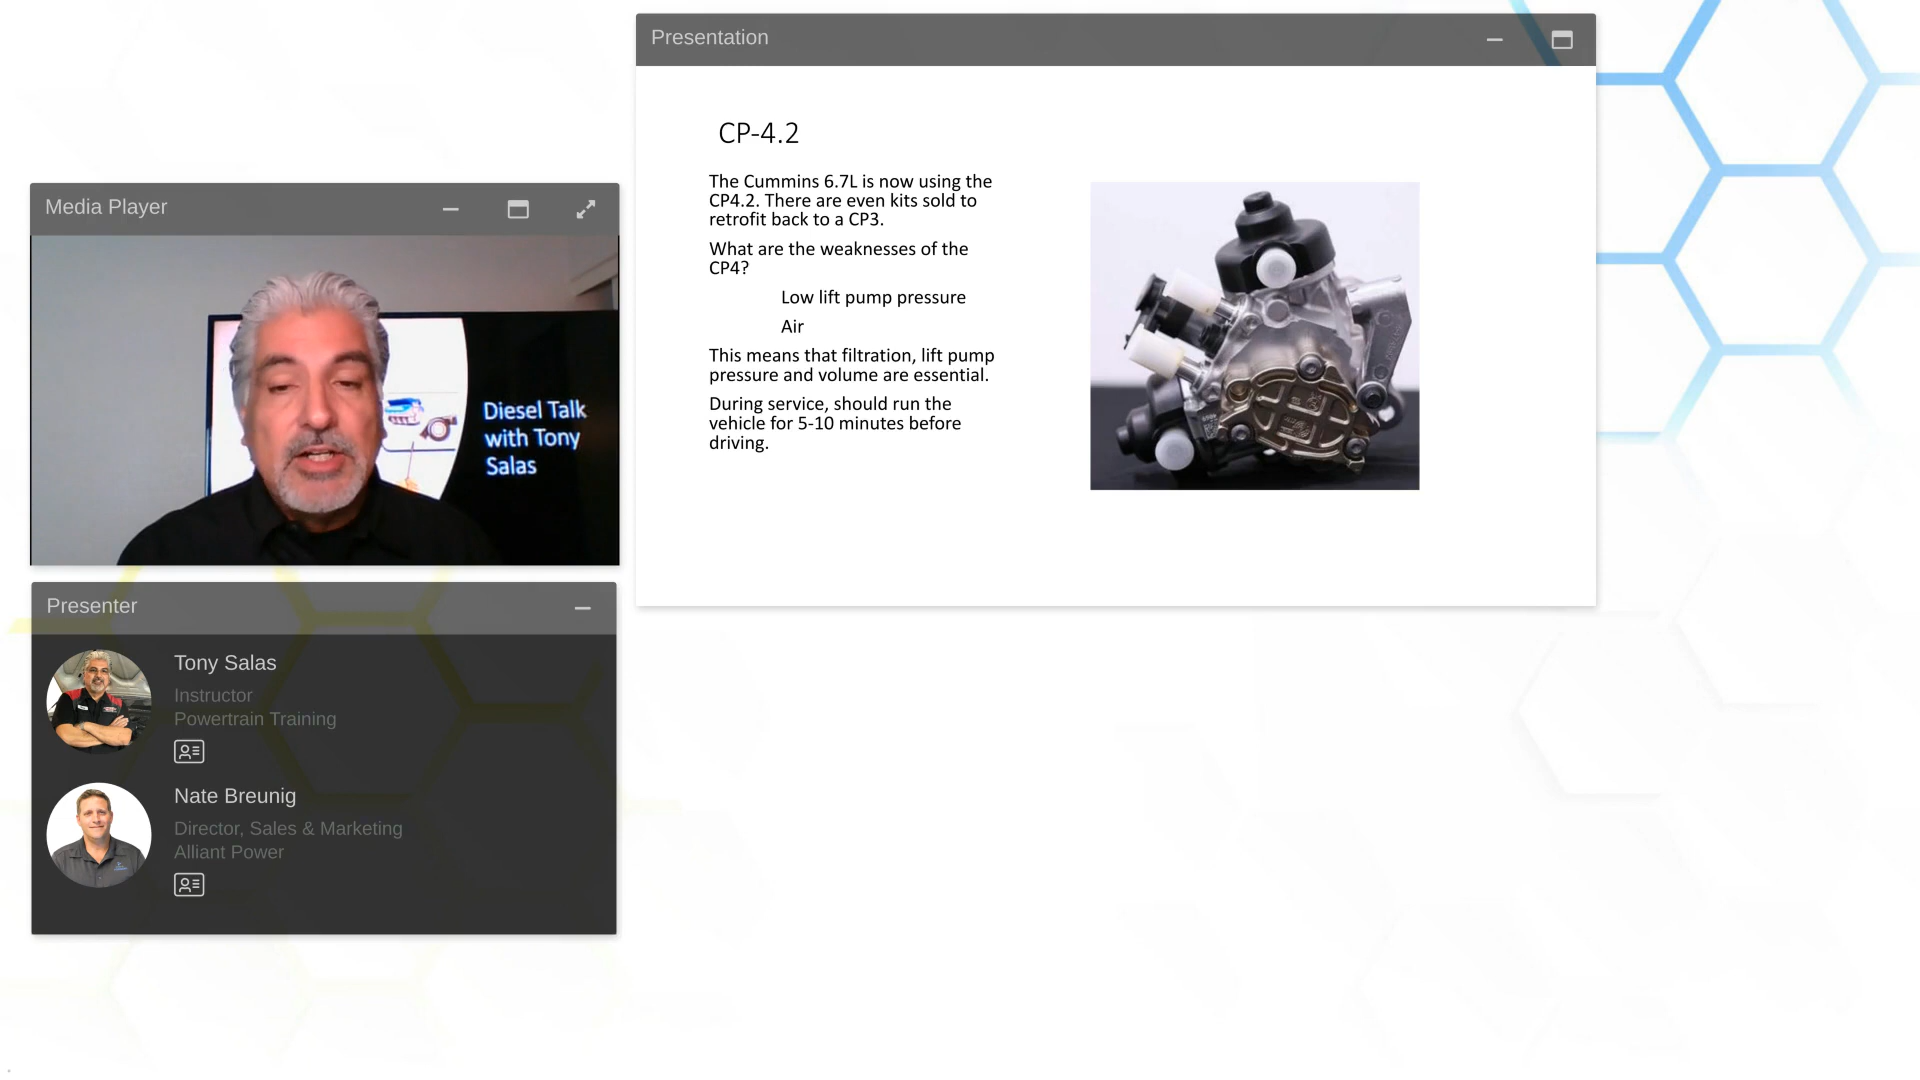 Presentation
CP-4.2
The Cummins 6.7L is now using the
CP4.2. There are even kits sold to
retrofit back to a CP3.
What are the weaknesses of the
CP4?
Low lift pump pressure
Air
This means that filtration, lift pump
pressure and volume are essential.
During service, should run the
vehicle for 5-10 minutes before
driving.
Media Player
Diesel Talk
with Tony
Salas
Presenter
Tony Salas
Instructor
Powertrain Training
Nate Breunig
Director, Sales & Marketing
Alliant Power